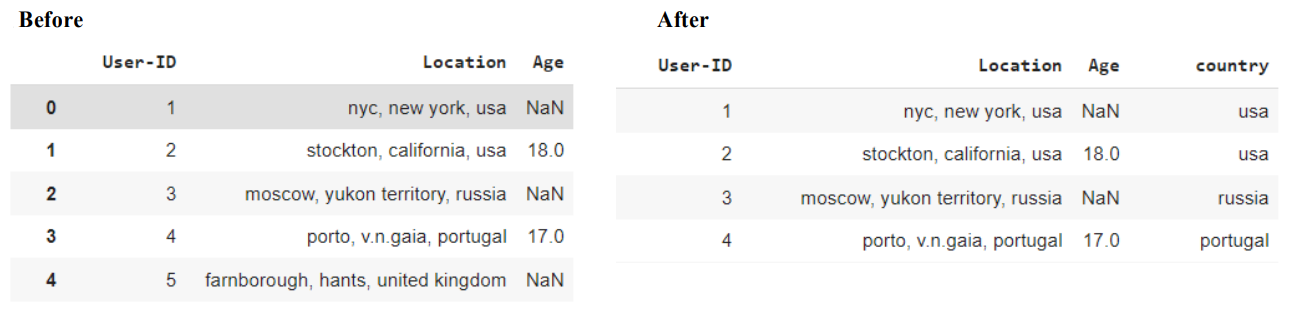 Before
User-ID Location Age
0 1 nyc, new york, usa NaN
1 2 stockton, california, usa 18.0
2 3 moscow, yukon territory, russia NaN
3 4 porto, v.n.gaia, portugal 17.0
4 5 farnborough, hants, united kingdom NaN
After
User-ID Location Age country
1 nyc, new york, usa NaN usa
2 stockton, california, usa 18.0 usa
3 moscow, yukon territory, russia NaN russia
4 porto, v.n.gaia, portugal 17.0 portugal